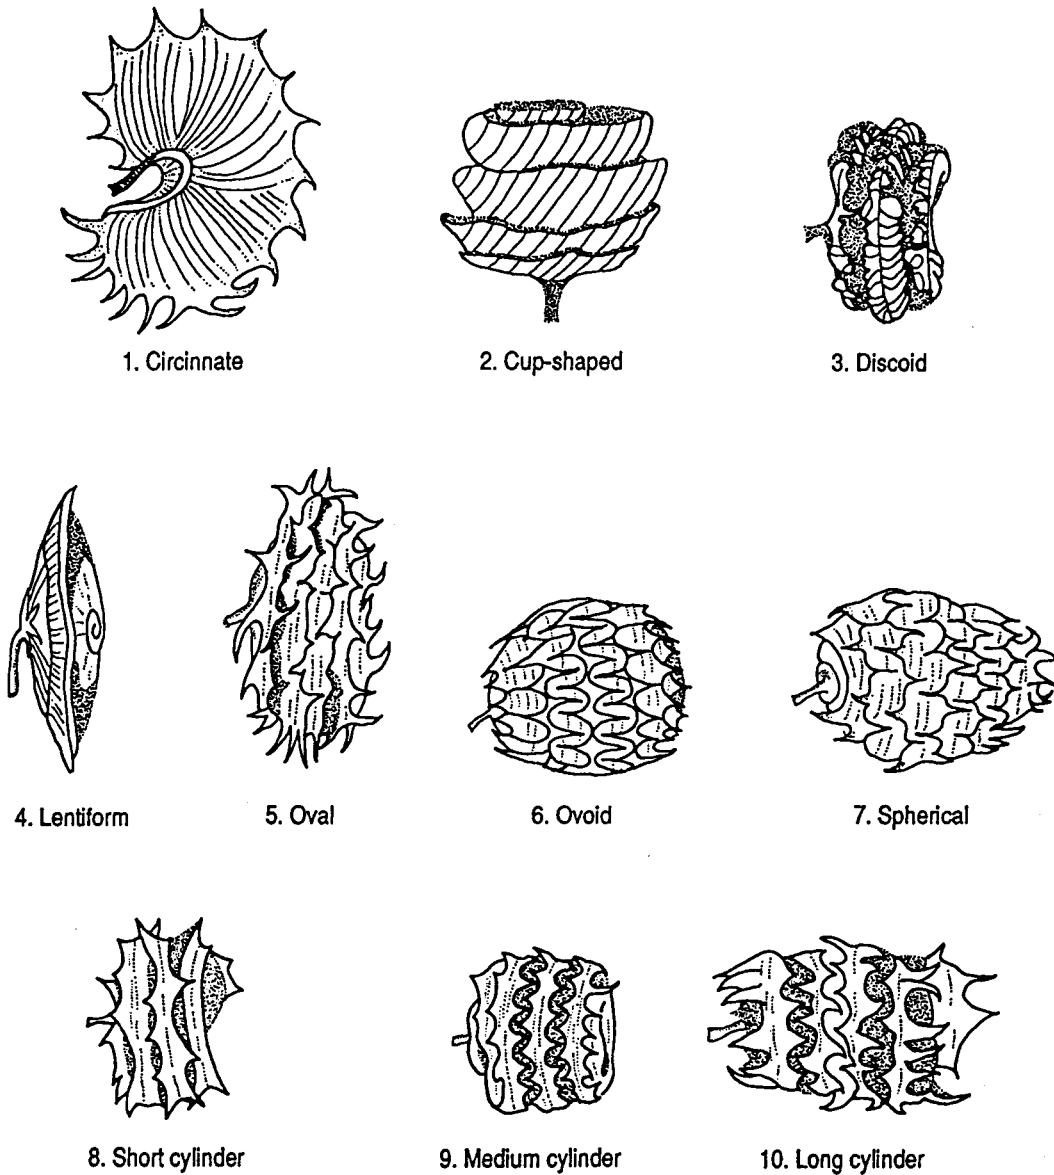 1. Circinnate
2. Cup-shaped
3. Discoid
4. Lentiform
5. Oval
6. Ovoid
7. Spherical
8. Short cylinder
9. Medium cylinder
10. Long cylinder